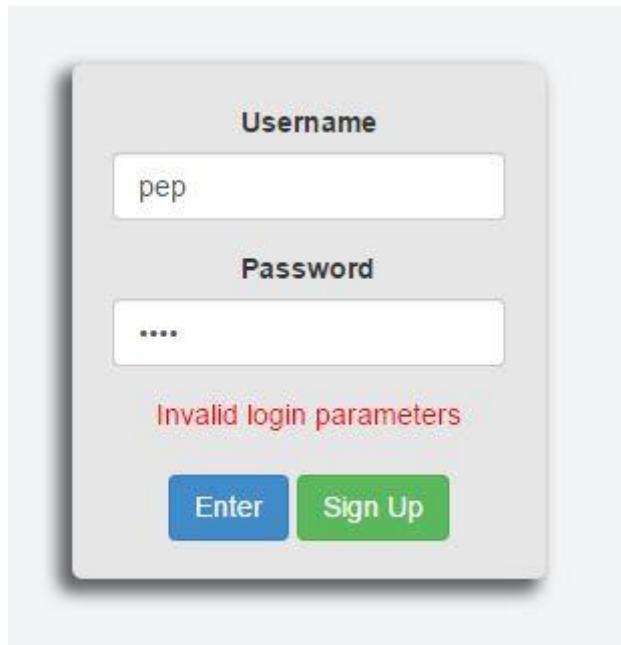 Username
pep
Password
••••
Invalid login parameters
Enter Sign Up